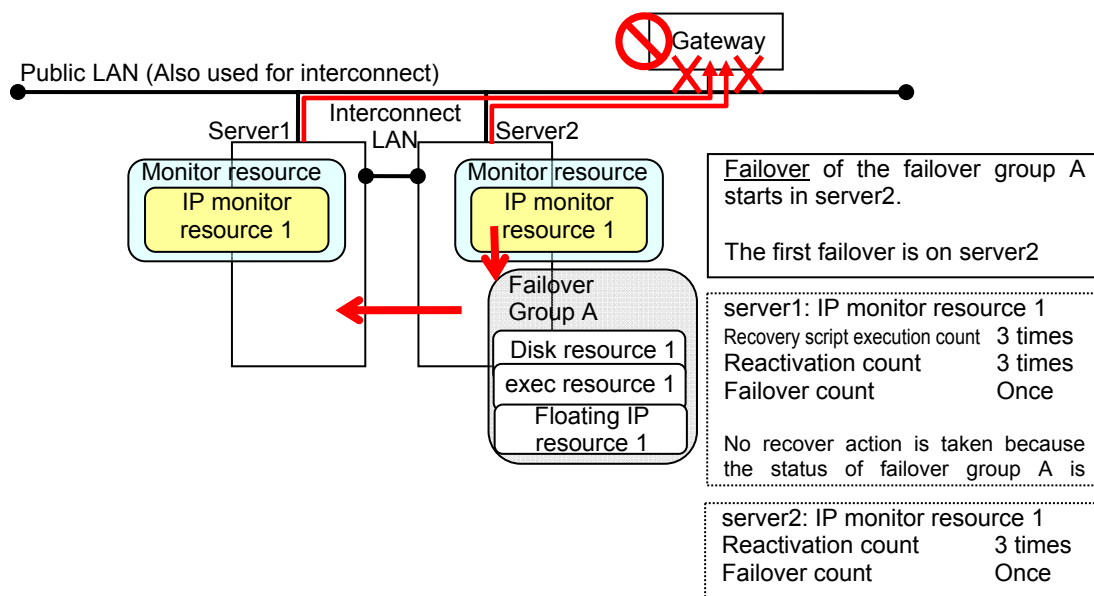 Gateway
Public LAN (Also used for interconnect)
Interconnect
LAN
Server1
Server2
Monitor resource
IP monitor
resource 1
Monitor resource
IP monitor
resource 1
Failover
Group A
Disk resource 1
exec resource 1
Floating IP
resource 1
Failover of the failover group A
starts in server2.
The first failover is on server2
server1: IP monitor resource 1
Recovery script execution count 3 times
Reactivation count 3 times
Failover count Once
No recover action is taken because
the status of failover group A is
server2: IP monitor resource 1
Reactivation count 3 times
Failover count Once